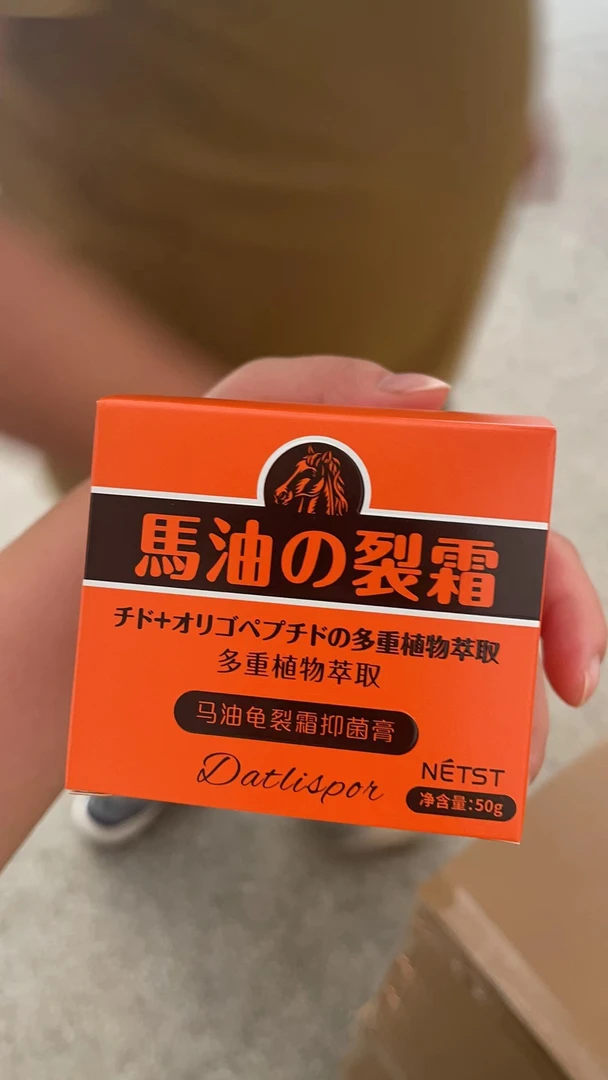 馬油の裂霜
チド+オリゴペプチドの多重植物萃取
多重植物萃取
马油龟裂霜抑菌膏
Datlispor
NÉTST
净含量:50g